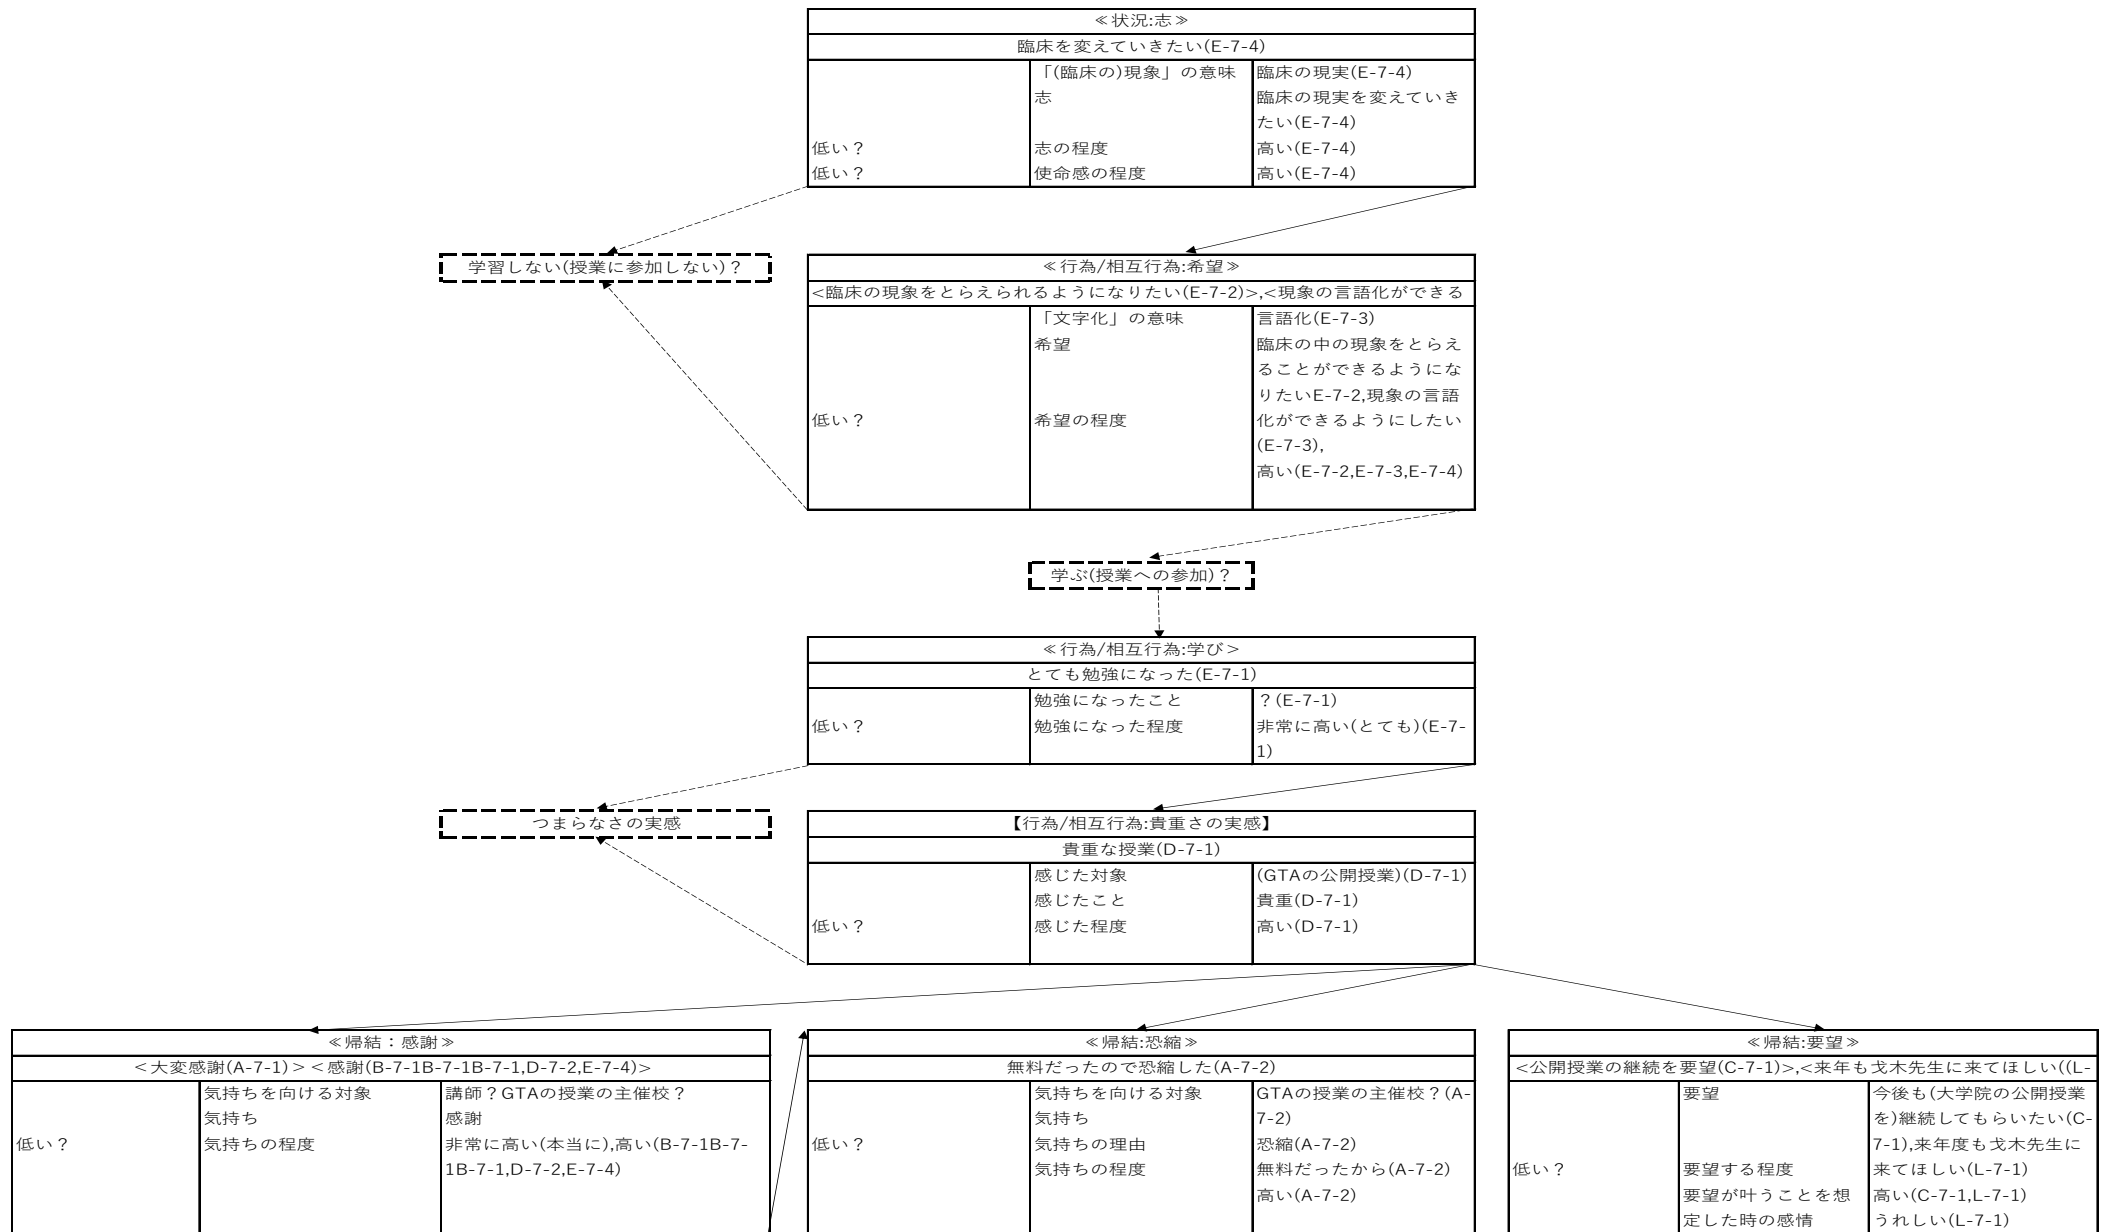 ≪状況:志≫
臨床を変えていきたい(E-7-4)
「(臨床の)現象」の意味
臨床の現実(E-7-4)
志
臨床の現実を変えていき
たい(E-7-4)
低い？
志の程度
高い(E-7-4)
低い？
使命感の程度
高い(E-7-4)
学習しない(授業に参加しない)？
≪行為/相互行為:希望≫
<臨床の現象をとらえられるようになりたい(E-7-2)>,<現象の言語化ができる
「文字化」の意味
言語化(E-7-3)
希望
臨床の中の現象をとらえ
ることができるようにな
りたいE-7-2,現象の言語
低い？
希望の程度
化ができるようにしたい
(E-7-3),
高い(E-7-2,E-7-3,E-7-4)
学ぶ(授業への参加)？
≪行為/相互行為:学び＞
とても勉強になった(E-7-1)
勉強になったこと
？(E-7-1)
低い？
勉強になった程度
非常に高い(とても)(E-7-
1)
つまらなさの実感
【行為/相互行為:貴重さの実感】
貴重な授業(D-7-1)
感じた対象
(GTAの公開授業)(D-7-1)
感じたこと
貴重(D-7-1)
低い？
感じた程度
高い(D-7-1)
≪帰結：感謝≫
＜大変感謝(A-7-1)＞＜感謝(B-7-1B-7-1B-7-1,D-7-2,E-7-4)>
気持ちを向ける対象
講師？GTAの授業の主催校？
気持ち
感謝
低い？
気持ちの程度
非常に高い(本当に),高い(B-7-1B-7-
1B-7-1,D-7-2,E-7-4)
≪帰結:恐縮≫
無料だったので恐縮した(A-7-2)
気持ちを向ける対象
GTAの授業の主催校？(A-
気持ち
7-2)
低い？
気持ちの理由
恐縮(A-7-2)
気持ちの程度
無料だったから(A-7-2)
高い(A-7-2)
≪帰結:要望≫
<公開授業の継続を要望(C-7-1)>,<来年も戈木先生に来てほしい((L-
要望
今後も(大学院の公開授業
を)継続してもらいたい(C-
7-1),来年度も戈木先生に
低い？
要望する程度
来てほしい(L-7-1)
要望が叶うことを想
高い(C-7-1,L-7-1)
定した時の感情
うれしい(L-7-1)